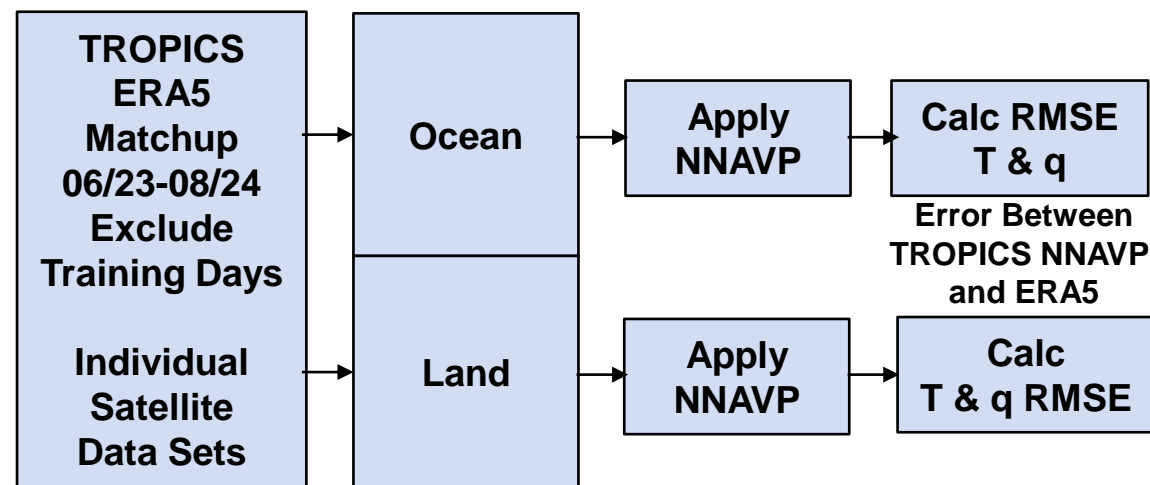 TROPICS
ERA5
Matchup
06/23-08/24
Exclude
Training Days
Individual
Satellite
Data Sets
Ocean
Land
Apply
NNAVP
Calc RMSE
T & q
Error Between
TROPICS NNAVP
and ERA5
Apply
NNAVP
Calc
T & q RMSE